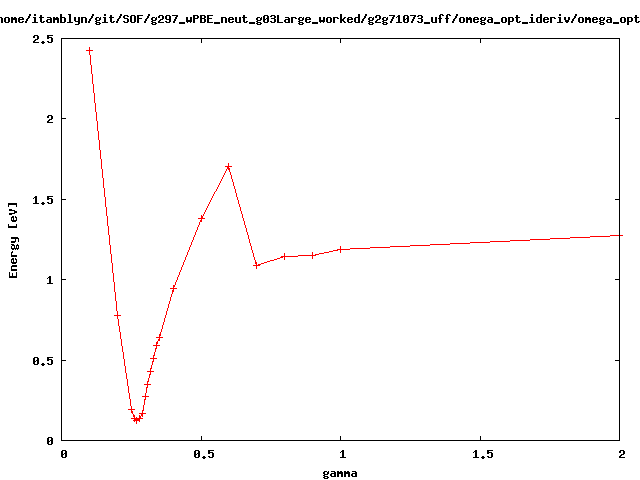 home/itamblyn/git/SOF/g297_wPBE_neut_g03Large_worked/g2g71073_uff/omega_opt_ideriv/omega_opt
2.5
2
1.5
1
0.5
0
Energy [eV]
0 0.5 1 1.5 2
gamma